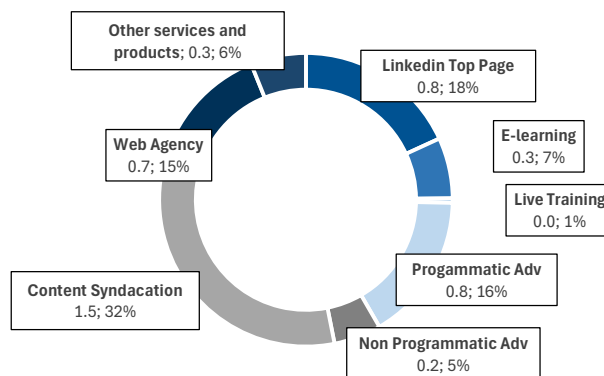 Other services and
products; 0.3; 6%
Linkedin Top Page
0.8; 18%
E-learning
0.3; 7%
Live Training
0.0; 1%
Progammatic Adv
0.8; 16%
Non Programmatic Adv
0.2; 5%
Content Syndacation
1.5; 32%
Web Agency
0.7; 15%